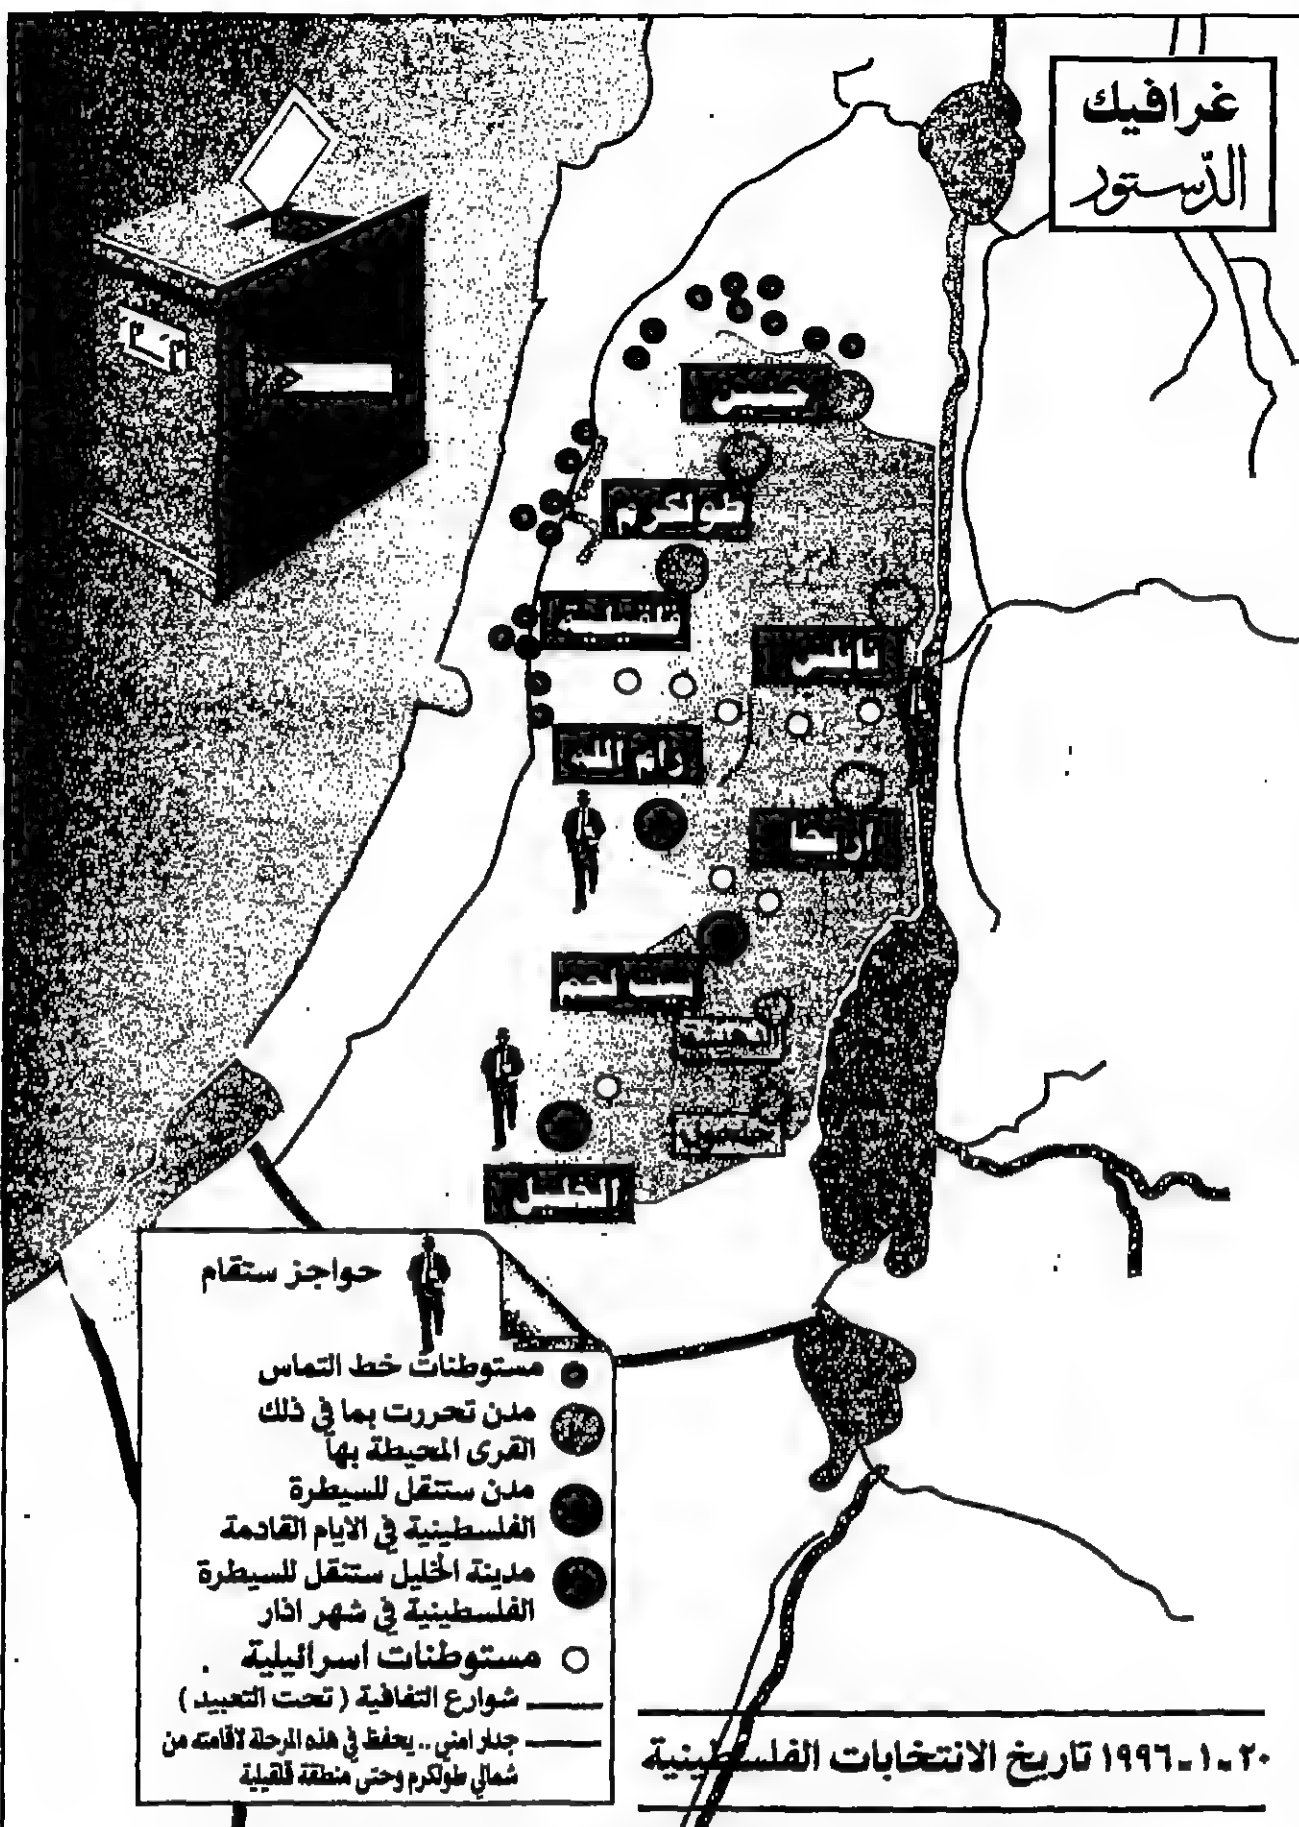 غرافيك
الدّستور
جنين
طولكرم
قلقيلية
نابلس
رام الله
اريحا
بيت لحم
حلحول
الخليل
حواجز ستقام
مستوطنات خط التماس
مدن تحررت بما في ذلك
القرى المحيطة بها
مدن ستنقل للسيطرة
الفلسطينية في الايام القادمة
مدينة الخليل ستنقل للسيطرة
الفلسطينية في شهر اذار
مستوطنات اسرائيلية
شوارع التفافية ( تحت التعبيد )
جدار امني .. يحفظ في هذه المرحلة لاقامته من
شمالي طولكرم وحتى منطقة قلقيلية
٢٠-١-١٩٩٦ تاريخ الانتخابات الفلسطينية